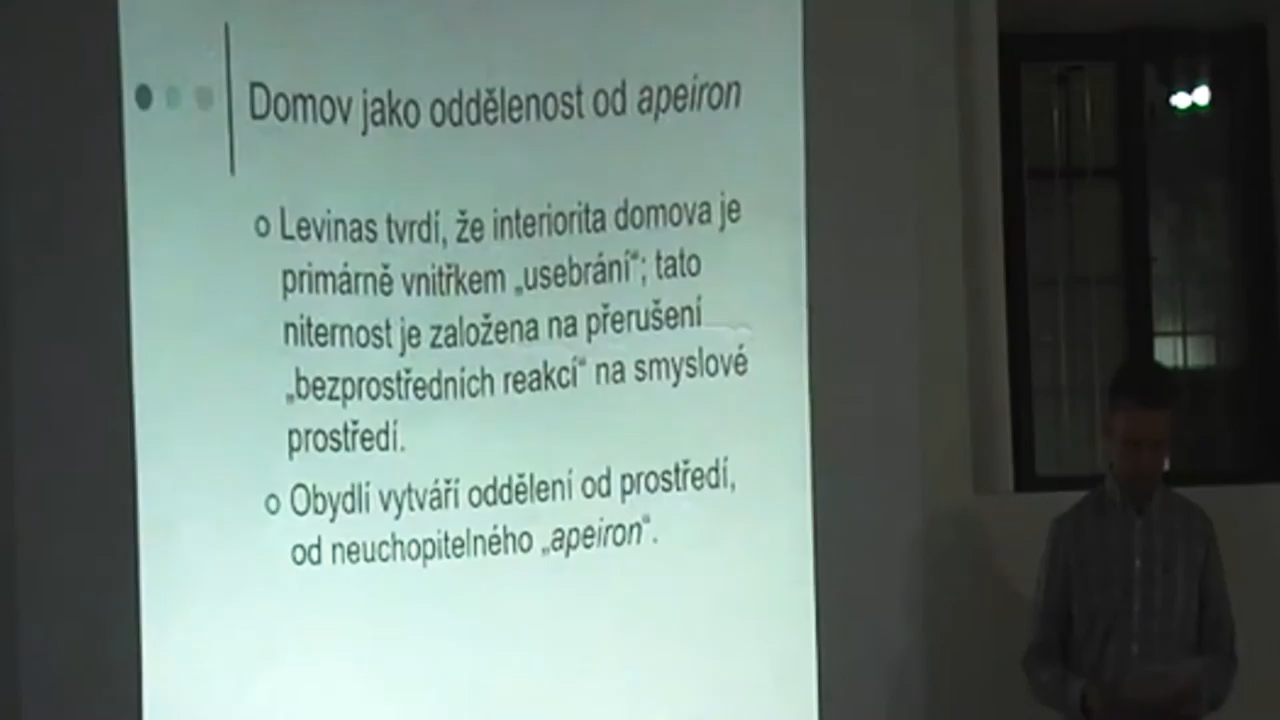 Domov jako oddělenost od apeiron
Levinas tvrdí, že interiorita domova je
primárně vnitřkem „usebrání“; tato
niternost je založena na přerušení
„bezprostředních reakcí“ na smyslové
prostředí.
Obydlí vytváří oddělení od prostředí,
od neuchopitelného „apeiron“.